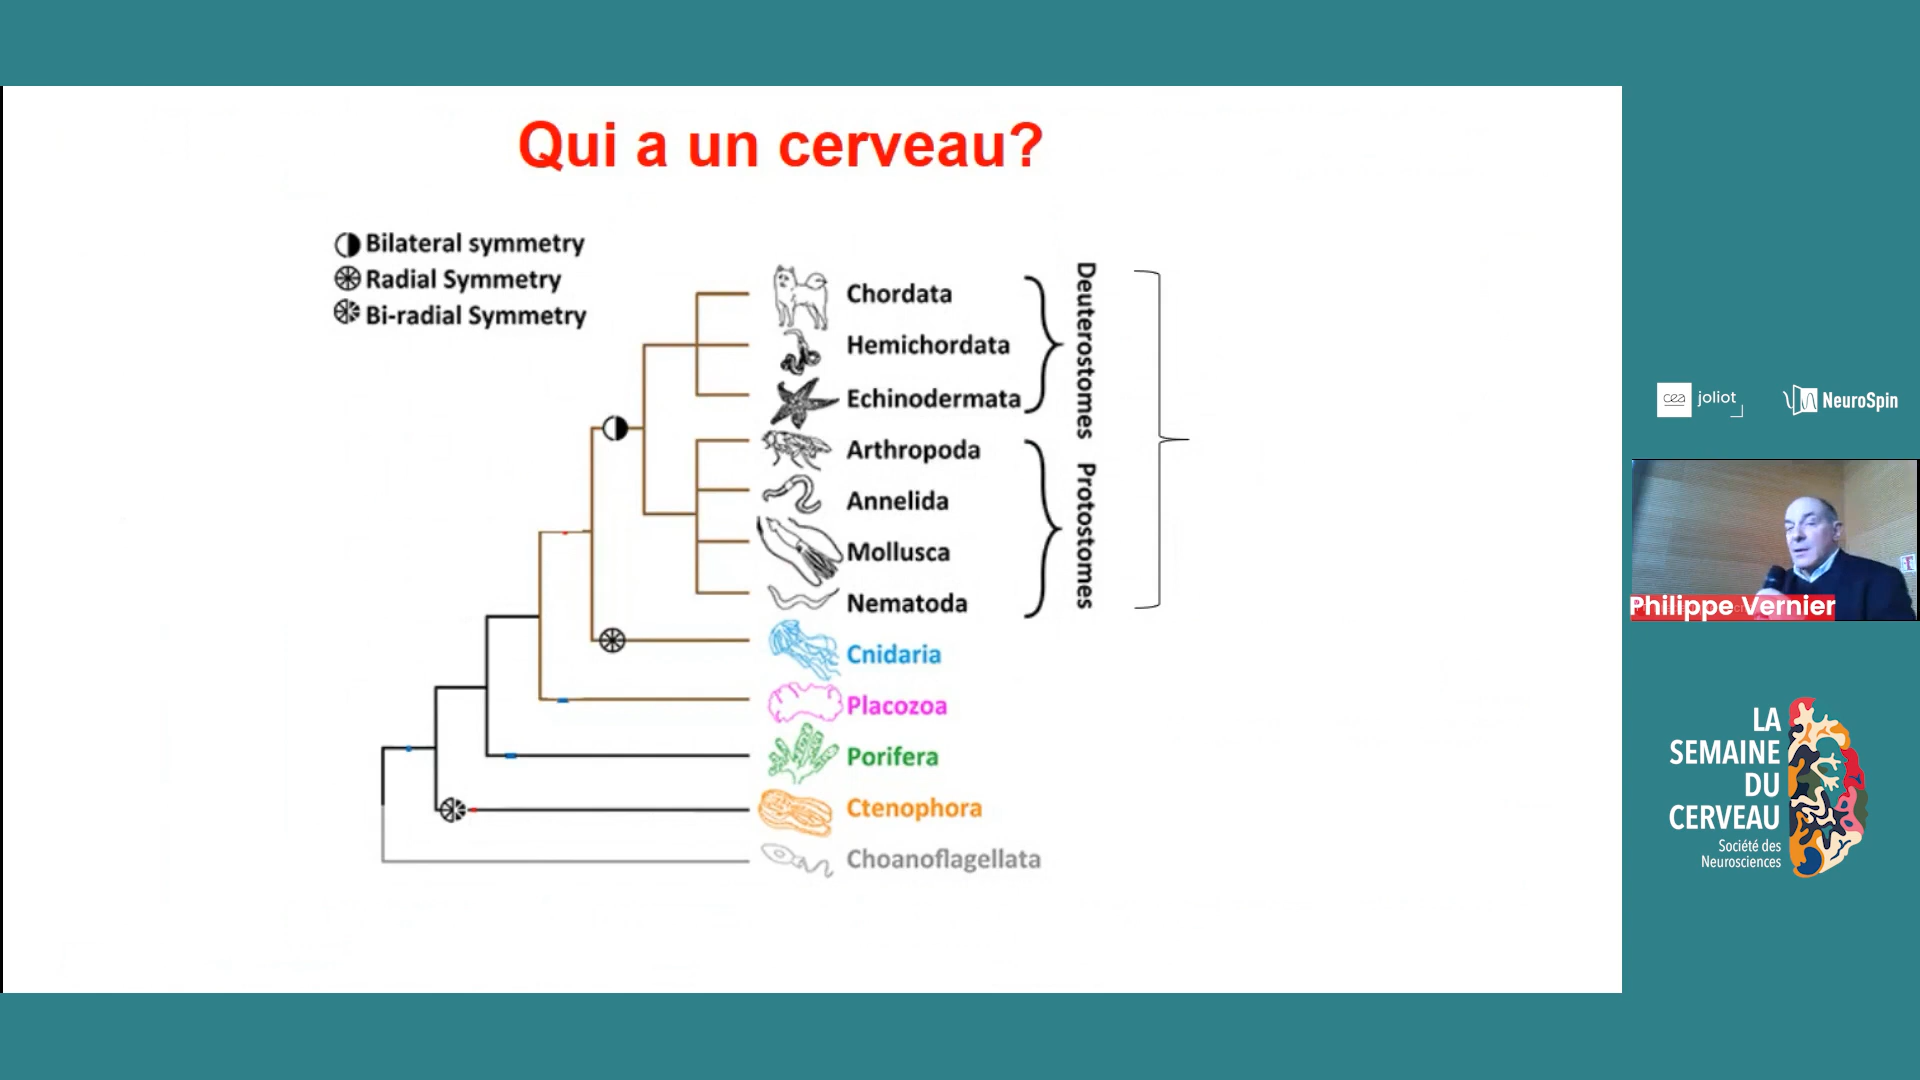 Qui a un cerveau?
Bilateral symmetry
Radial Symmetry
Bi-radial Symmetry
Chordata
Hemichordata
Echinodermata
Arthropoda
Annelida
Mollusca
Nematoda
Cnidaria
Placozoa
Porifera
Ctenophora
Choanoflagellata
Deuterostomes
Protostomes
cea joliot
NeuroSpin
Philippe Vernier
LA
SEMAINE
DU
CERVEAU
Société des
Neurosciences